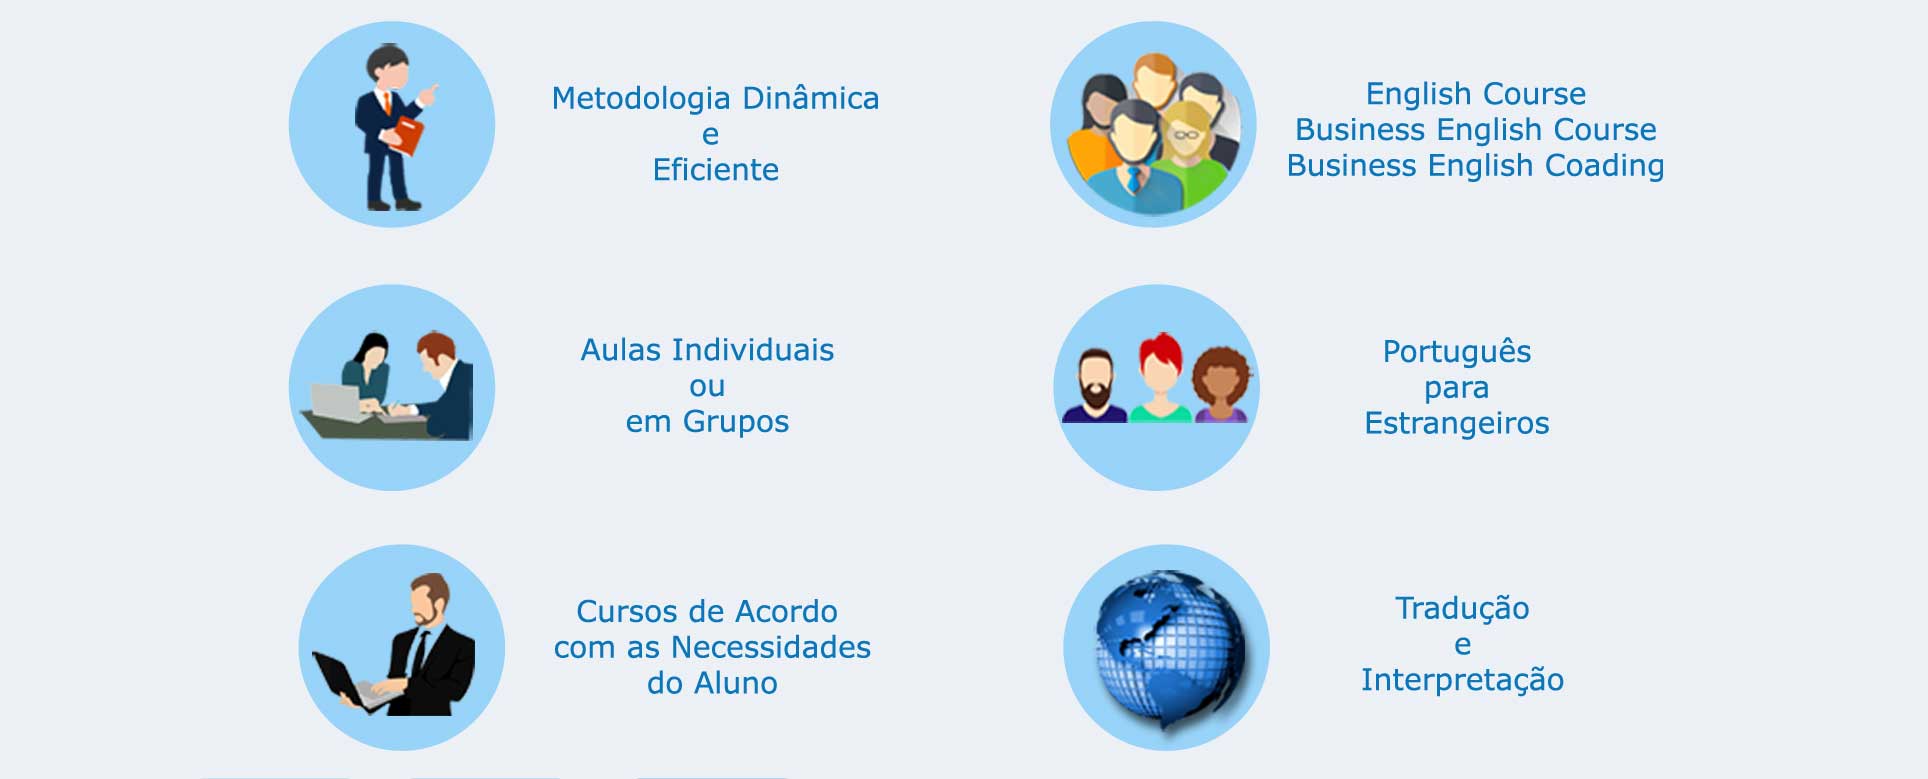 Metodologia Dinâmica
e
Eficiente
English Course
Business English Course
Business English Coading
Aulas Individuais
ou
em Grupos
Português
para
Estrangeiros
Cursos de Acordo
com as Necessidades
do Aluno
Tradução
e
Interpretação